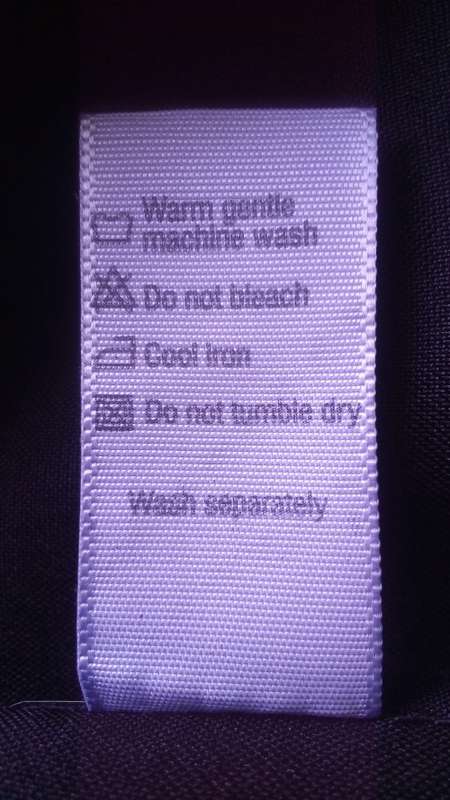 Warm gentle
machine wash
Do not bleach
Cool Iron
Do not tumble dry
Wash separately